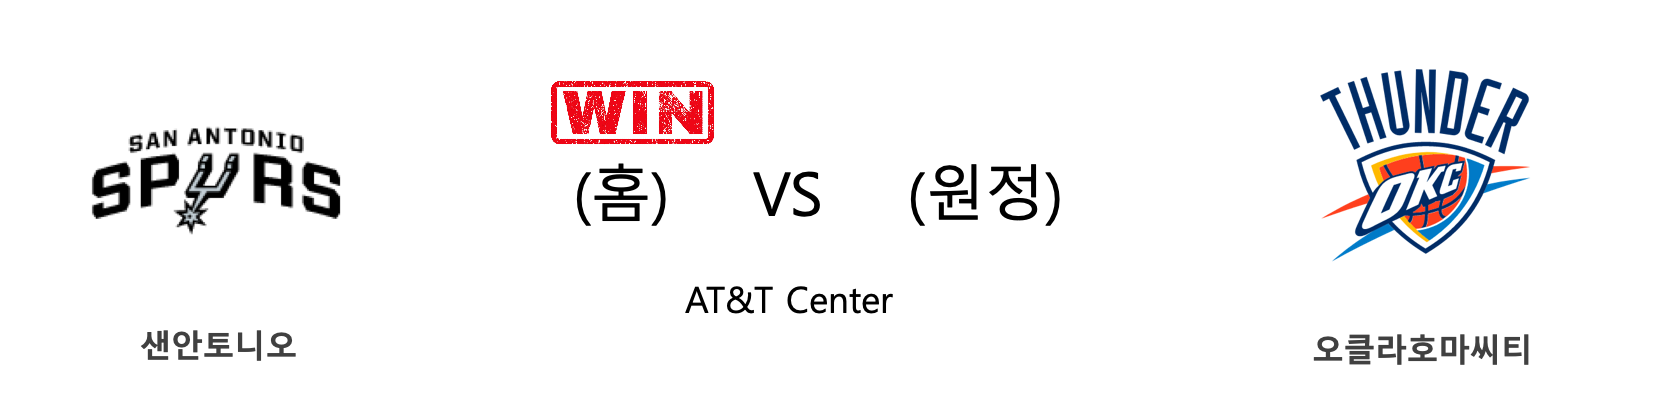 SAN ANTONIO
SPURS
샌안토니오
WIN
(홈) VS (원정)
AT&T Center
THUNDER
OKC
오클라호마씨티